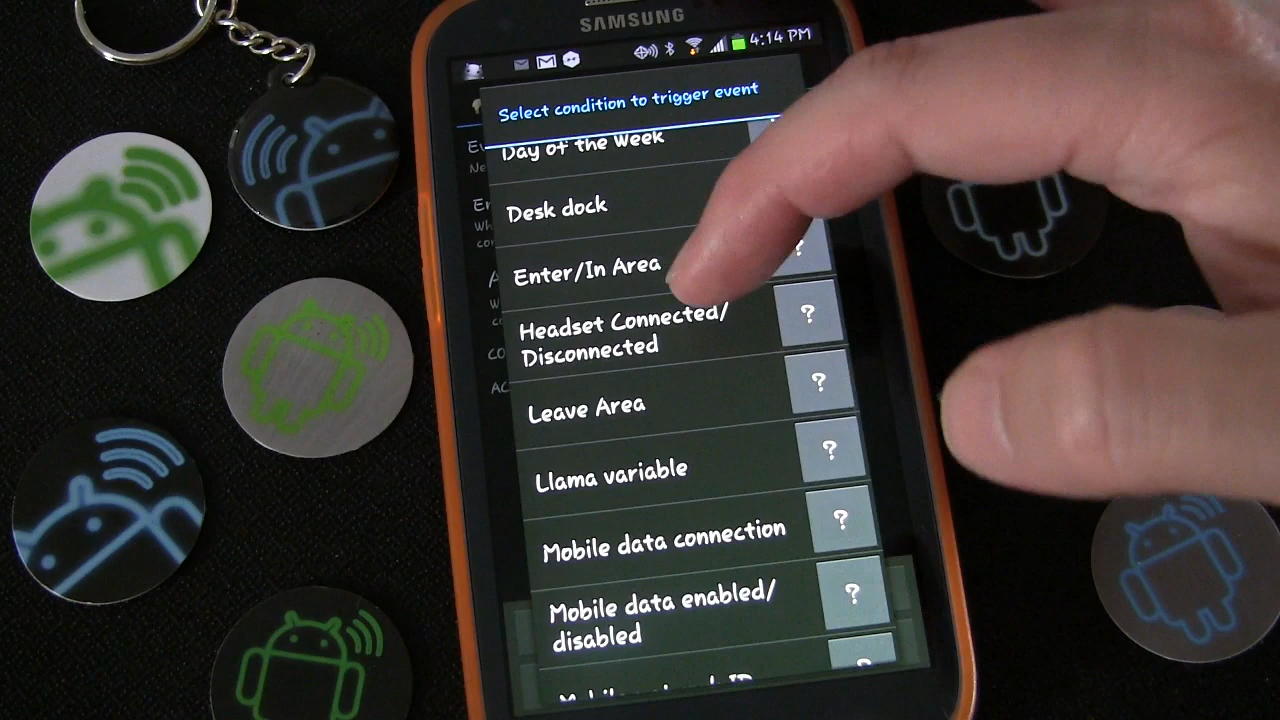 SAMSUNG
4:14 PM
Select condition to trigger event
Day of the Week
Desk dock
?
Enter/In Area
Headset Connected/
Disconnected
?
Leave Area
?
Llama variable
?
Mobile data connection
?
Mobile data enabled/
disabled
?